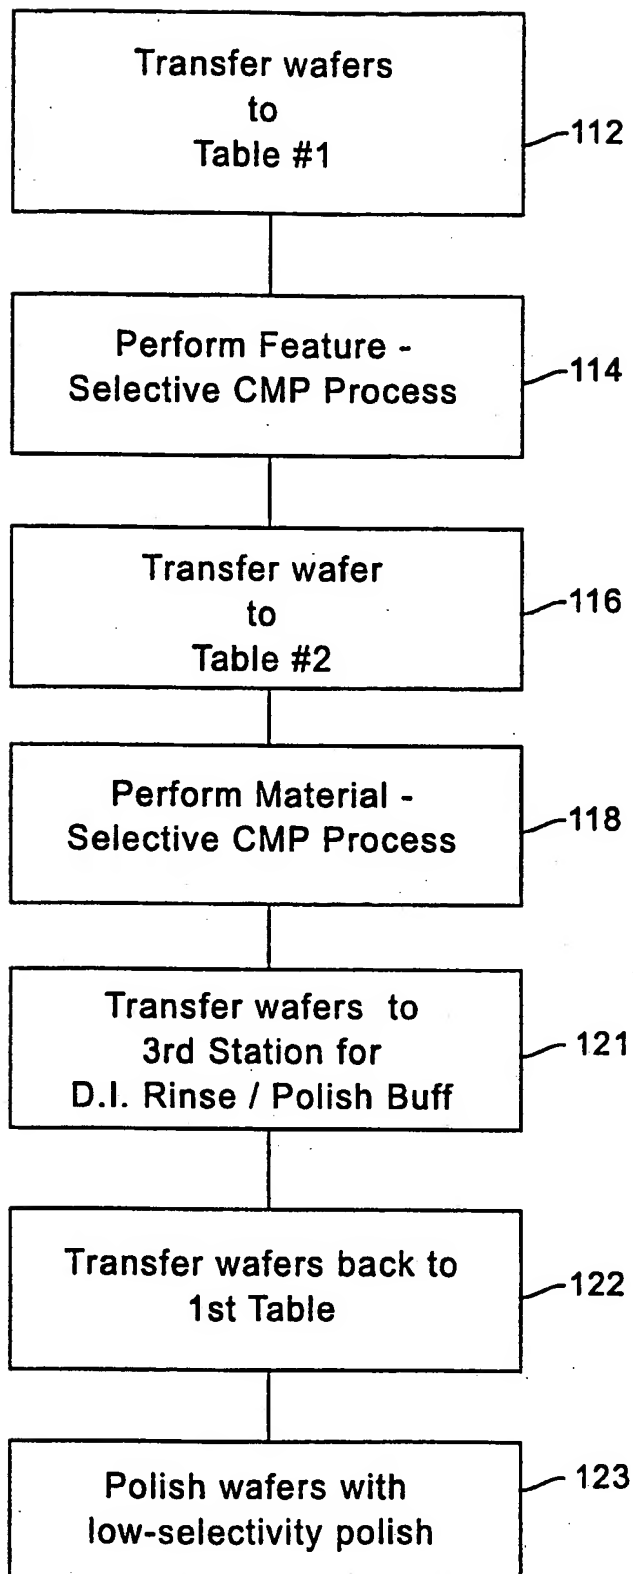 Transfer wafers
to
Table #1
112
Perform Feature -
Selective CMP Process
114
Transfer wafer
to
Table #2
116
Perform Material -
Selective CMP Process
118
Transfer wafers to
3rd Station for
D.I. Rinse / Polish Buff
121
Transfer wafers back to
1st Table
122
Polish wafers with
low-selectivity polish
123